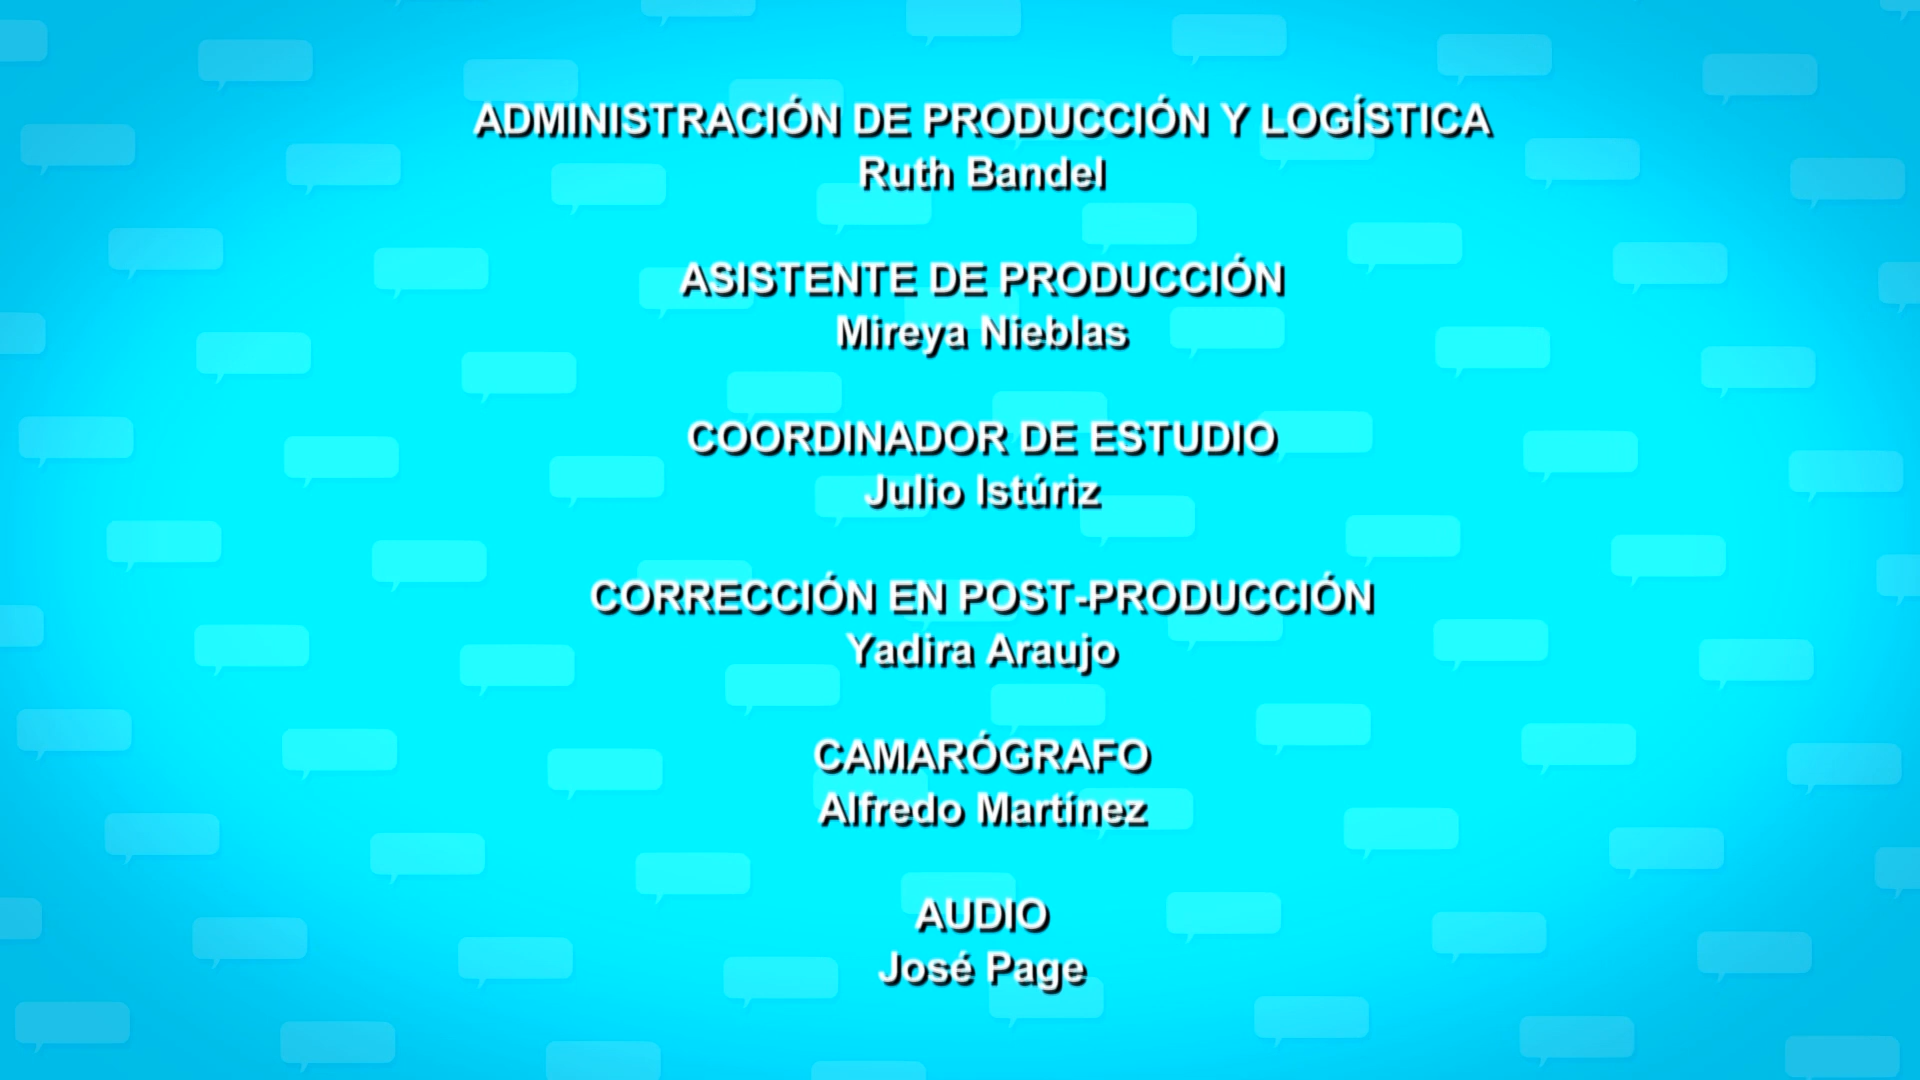 ADMINISTRACIÓN DE PRODUCCIÓN Y LOGÍSTICA
Ruth Bandel
ASISTENTE DE PRODUCCIÓN
Mireya Nieblas
COORDINADOR DE ESTUDIO
Julio Istúriz
CORRECCIÓN EN POST-PRODUCCIÓN
Yadira Araujo
CAMARÓGRAFO
Alfredo Martínez
AUDIO
José Page